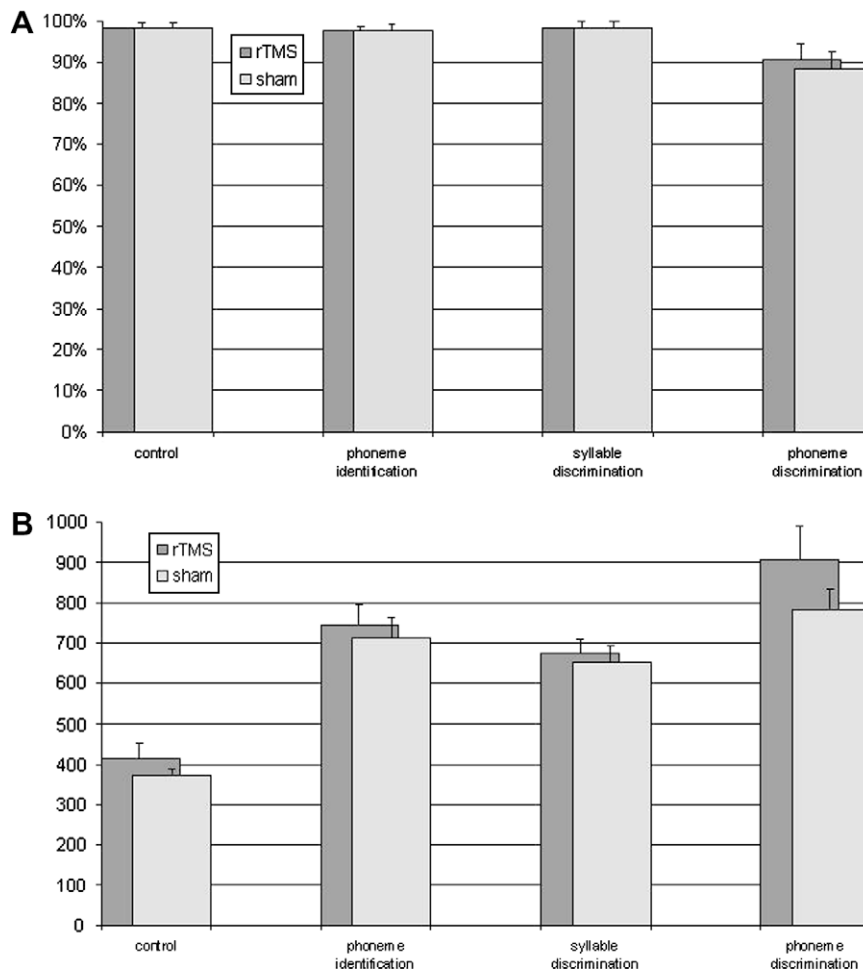 A
100%
90%
80%
70%
60%
50%
40%
30%
20%
10%
0%
rTMS
sham
control
phoneme
identification
syllable
discrimination
phoneme
discrimination
B
1000
900
800
700
600
500
400
300
200
100
0
rTMS
sham
control
phoneme
identification
syllable
discrimination
phoneme
discrimination